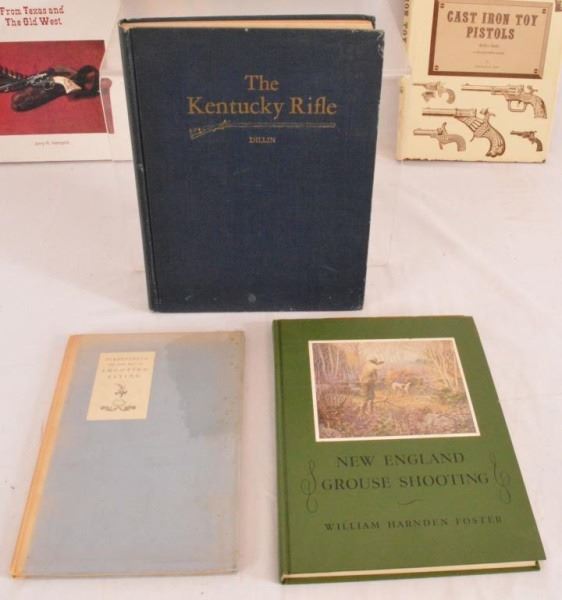 From Texas and
The Old West
The
Kentucky Rifle
DILLIN
CAST IRON TOY
PISTOLS
SHOOTING
FLYING
NEW ENGLAND
GROUSE SHOOTING
WILLIAM HARNDEN FOSTER